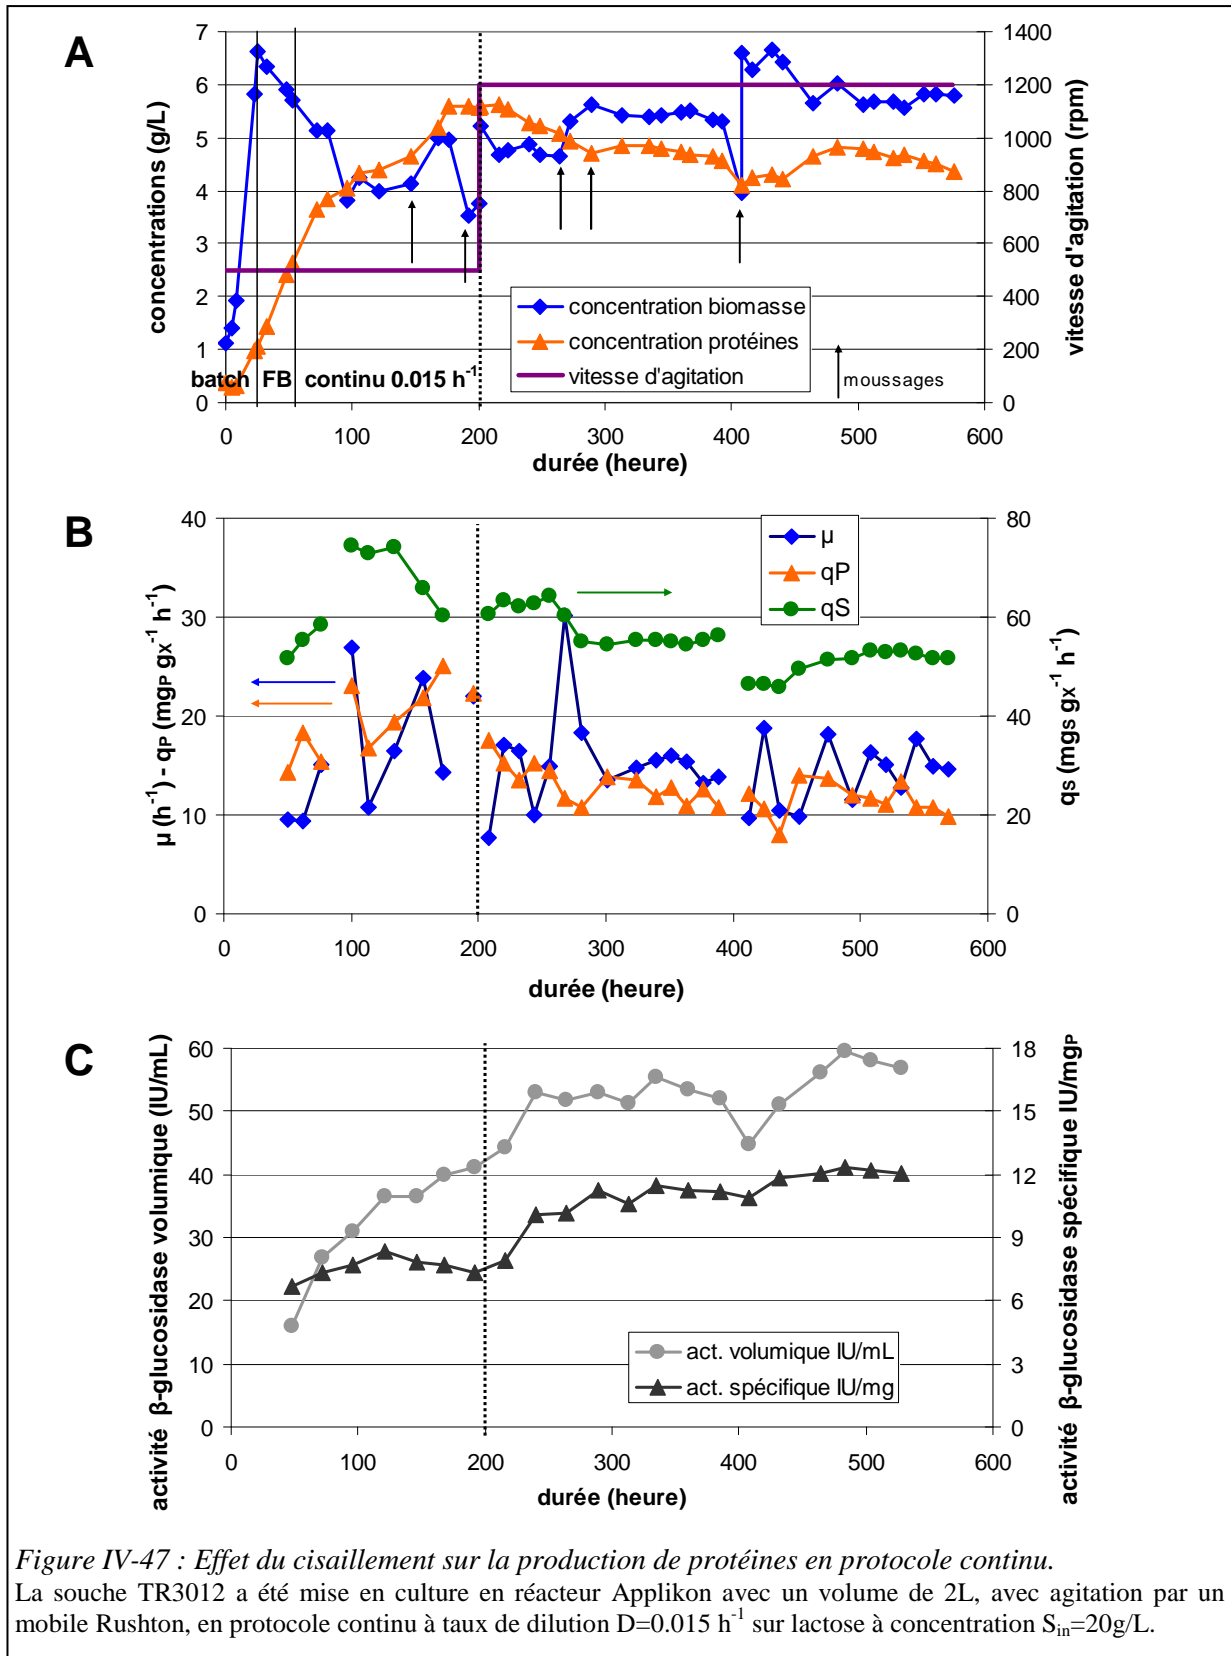 A
7
6
5
4
3
2
1
0
concentrations (g/L)
1400
1200
1000
800
600
400
200
0
vitesse d'agitation (rpm)
concentration biomasse
concentration protéines
vitesse d'agitation
moussages
batch FB continu 0.015 h⁻¹
0 100 200 300 400 500 600
durée (heure)
B
40
30
20
10
0
µ (h⁻¹) - qP (mgP gx⁻¹ h⁻¹)
80
60
40
20
0
qs (mgs gx⁻¹ h⁻¹)
µ
qP
qS
0 100 200 300 400 500 600
durée (heure)
C
60
50
40
30
20
10
0
activité β-glucosidase volumique (IU/mL)
18
15
12
9
6
3
0
activité β-glucosidase spécifique IU/mgP
act. volumique IU/mL
act. spécifique IU/mg
0 100 200 300 400 500 600
durée (heure)
Figure IV-47 : Effet du cisaillement sur la production de protéines en protocole continu.
La souche TR3012 a été mise en culture en réacteur Applikon avec un volume de 2L, avec agitation par un
mobile Rushton, en protocole continu à taux de dilution D=0.015 h⁻¹ sur lactose à concentration Sin=20g/L.